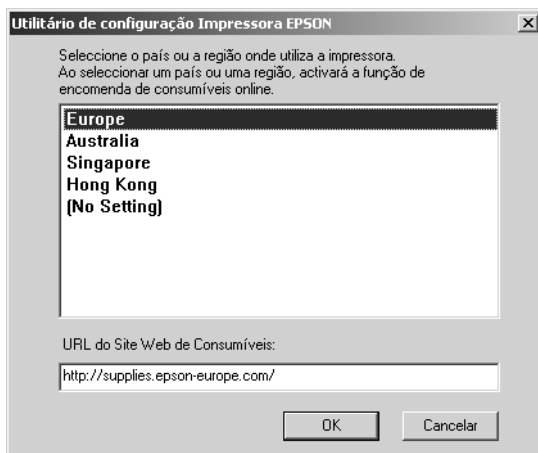 Utilitário de configuração Impressora EPSON
Seleccione o país ou a região onde utiliza a impressora.
Ao seleccionar um país ou uma região, activará a função de
encomenda de consumíveis online.
Europe
Australia
Singapore
Hong Kong
(No Setting)
URL do Site Web de Consumíveis:
http://supplies.epson-europe.com/
OK
Cancelar